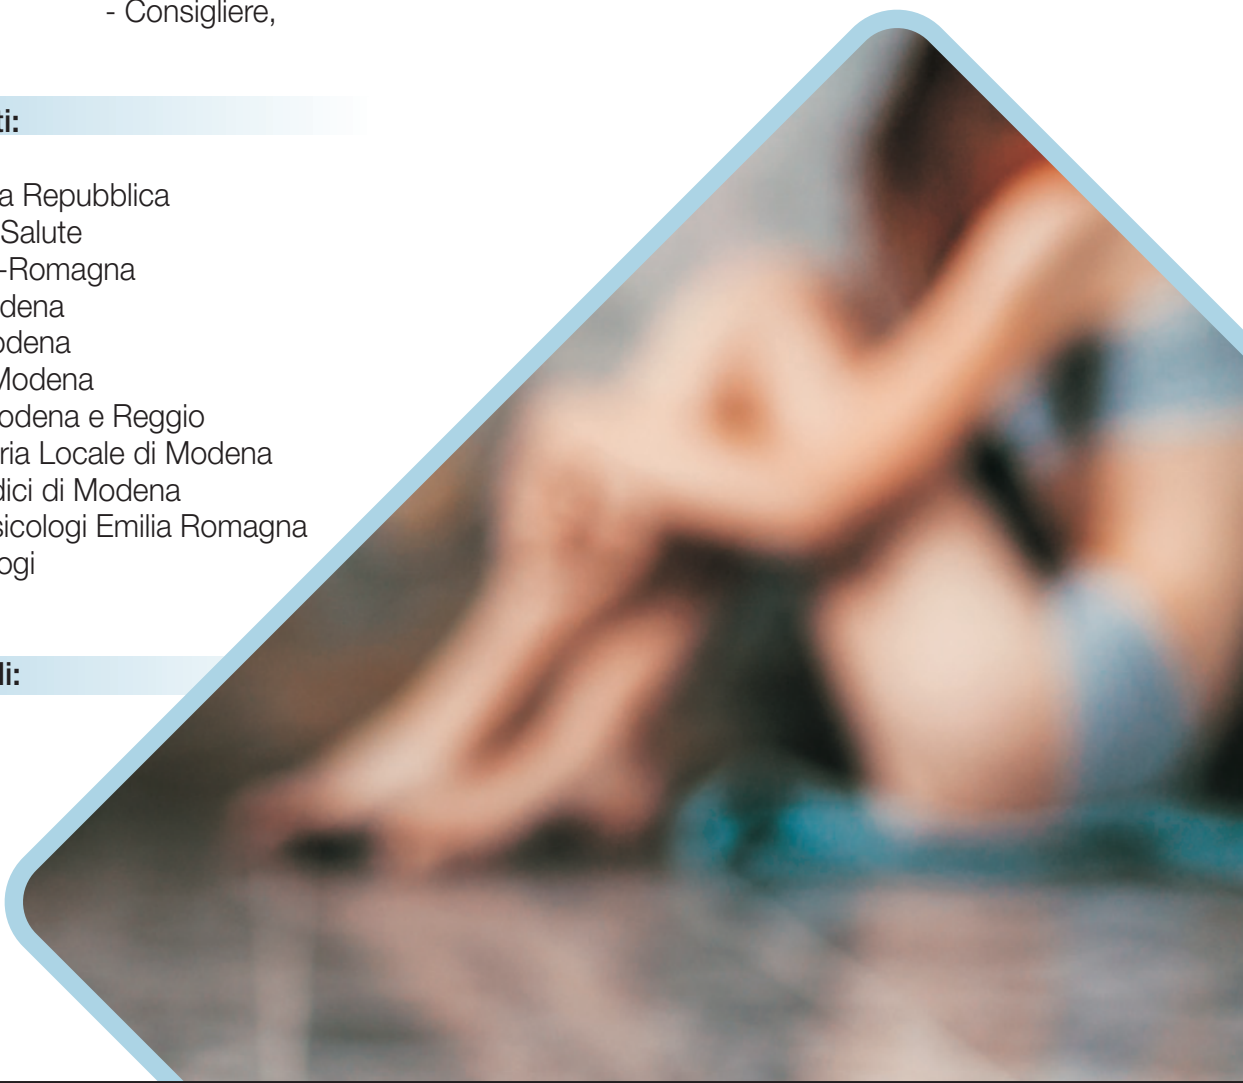 - Consigliere,
ti:
a Repubblica
Salute
-Romagna
dena
odena
Modena
odena e Reggio
ria Locale di Modena
dici di Modena
sicologi Emilia Romagna
ogi
li: